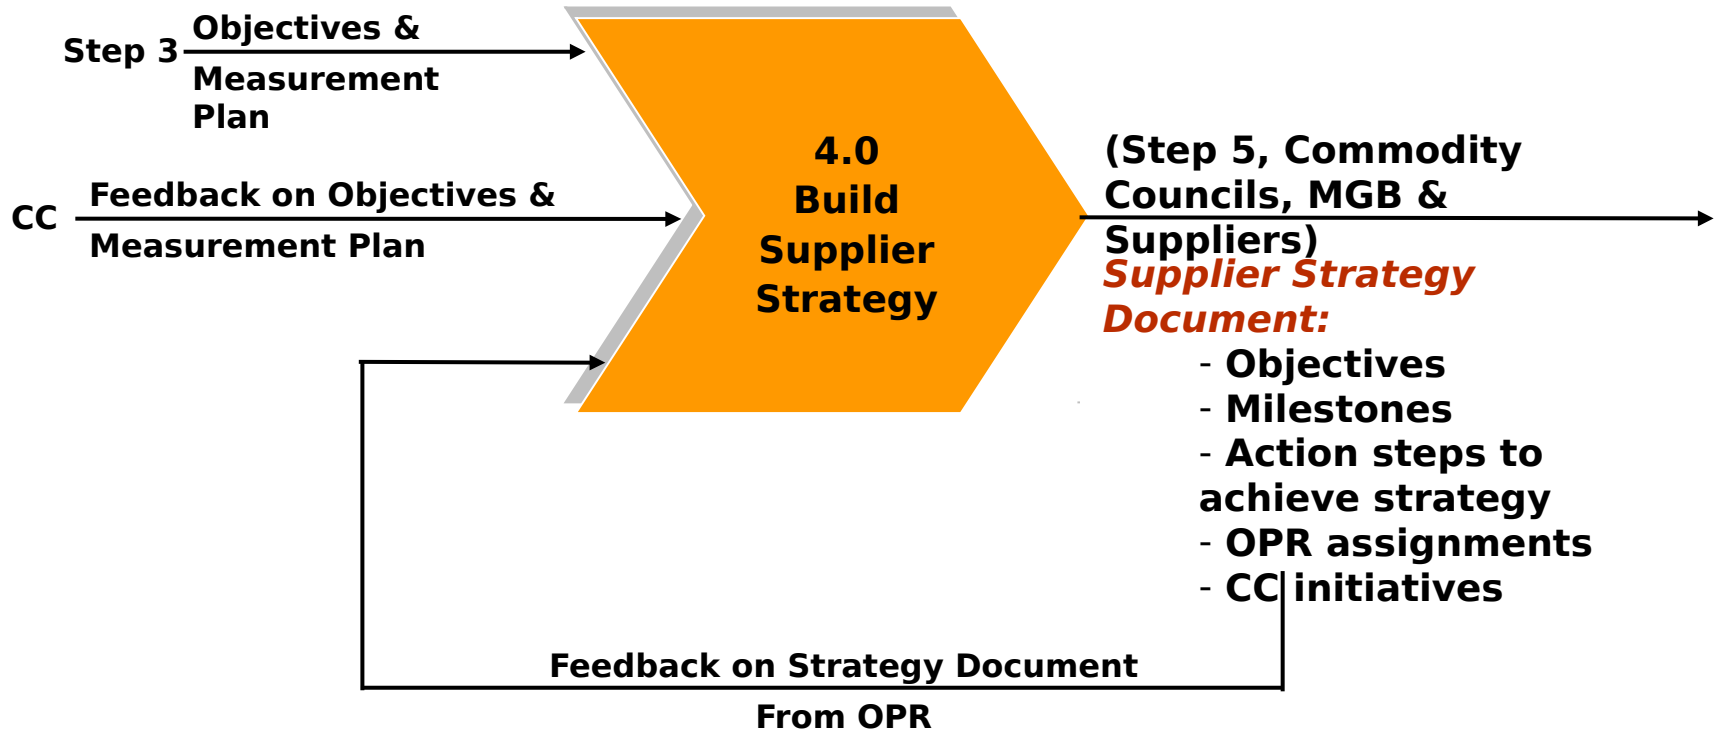 Step 3
Objectives &
Measurement
Plan
CC
Feedback on Objectives &
Measurement Plan
4.0
Build
Supplier
Strategy
(Step 5, Commodity
Councils, MGB &
Suppliers)
Supplier Strategy
Document:
- Objectives
- Milestones
- Action steps to
achieve strategy
- OPR assignments
- CC initiatives
Feedback on Strategy Document
From OPR